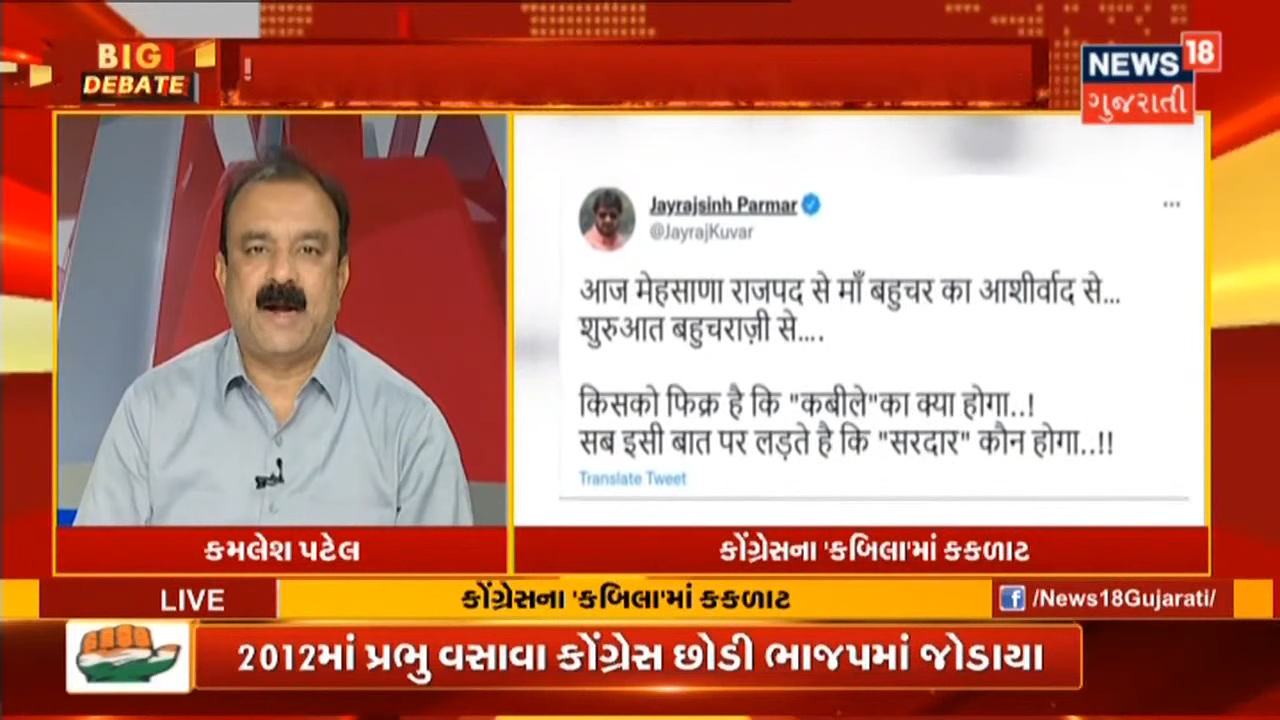 BIG
DEBATE
!
NEWS
18
ગુજરાતી
Jayrajsinh Parmar
@JayrajKuvar
आज मेहसाणा राजपद से माँ बहुचर का आशीर्वाद से...
शुरुआत बहुचराज़ी से....
किसको फिक्र है कि "कबीले"का क्या होगा..!
सब इसी बात पर लड़ते है कि "सरदार" कौन होगा..!!
Translate Tweet
કમલેશ પટેલ
કોંગ્રેસના 'કબિલા'માં કકળાટ
LIVE
કોંગ્રેસના 'કબિલા'માં કકળાટ
/News18Gujarati/
2012માં પ્રભુ વસાવા કોંગ્રેસ છોડી ભાજપમાં જોડાયા